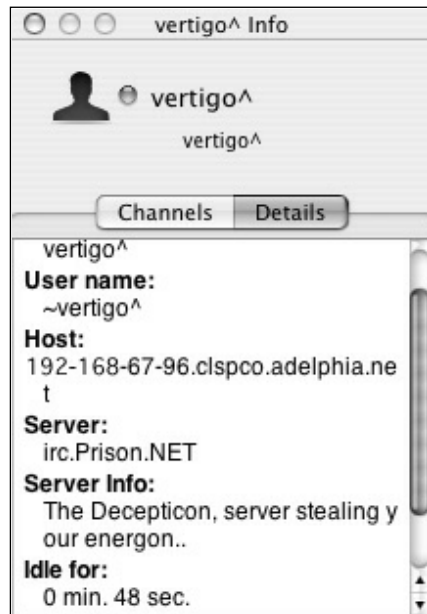 vertigo^ Info
vertigo^
vertigo^
Channels Details
vertigo^
User name:
~vertigo^
Host:
192-168-67-96.clspco.adelphia.ne
t
Server:
irc.Prison.NET
Server Info:
The Decepticon, server stealing y
our energon..
Idle for:
0 min. 48 sec.